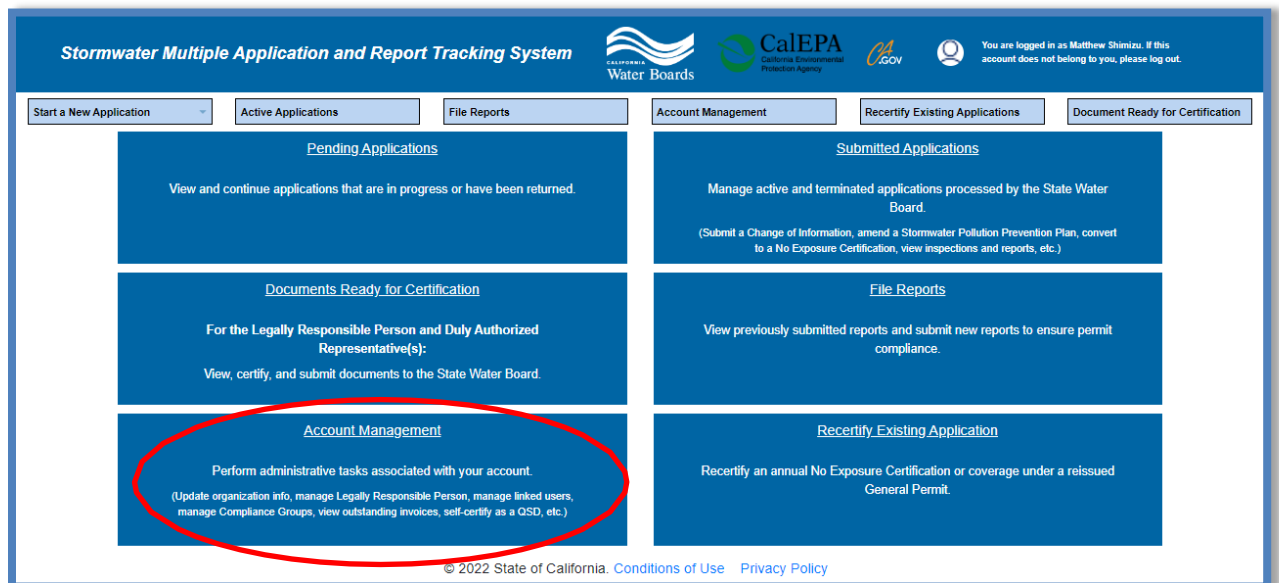 Stormwater Multiple Application and Report Tracking System
CALIFORNIA
Water Boards
CalEPA
California Environmental
Protection Agency
CA.GOV
You are logged in as Matthew Shimizu. If this
account does not belong to you, please log out.
Start a New Application
Active Applications
File Reports
Account Management
Recertify Existing Applications
Document Ready for Certification
Pending Applications
View and continue applications that are in progress or have been returned.
Submitted Applications
Manage active and terminated applications processed by the State Water
Board.
(Submit a Change of Information, amend a Stormwater Pollution Prevention Plan, convert
to a No Exposure Certification, view inspections and reports, etc.)
Documents Ready for Certification
For the Legally Responsible Person and Duly Authorized
Representative(s):
View, certify, and submit documents to the State Water Board.
File Reports
View previously submitted reports and submit new reports to ensure permit
compliance.
Account Management
Perform administrative tasks associated with your account.
(Update organization info, manage Legally Responsible Person, manage linked users,
manage Compliance Groups, view outstanding invoices, self-certify as a QSD, etc.)
Recertify Existing Application
Recertify an annual No Exposure Certification or coverage under a reissued
General Permit.
© 2022 State of California. Conditions of Use Privacy Policy